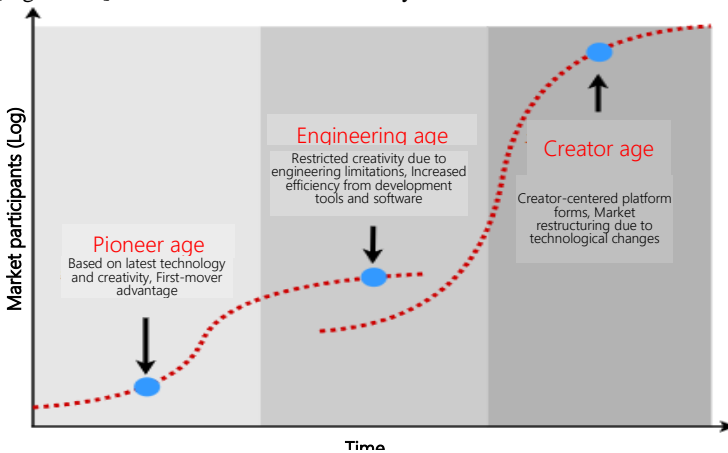 Market participants (Log)
Pioneer age
Based on latest technology
and creativity, First-mover
advantage
Engineering age
Restricted creativity due to
engineering limitations, Increased
efficiency from development
tools and software
Creator age
Creator-centered platform
forms, Market
restructuring due to
technological changes
Time